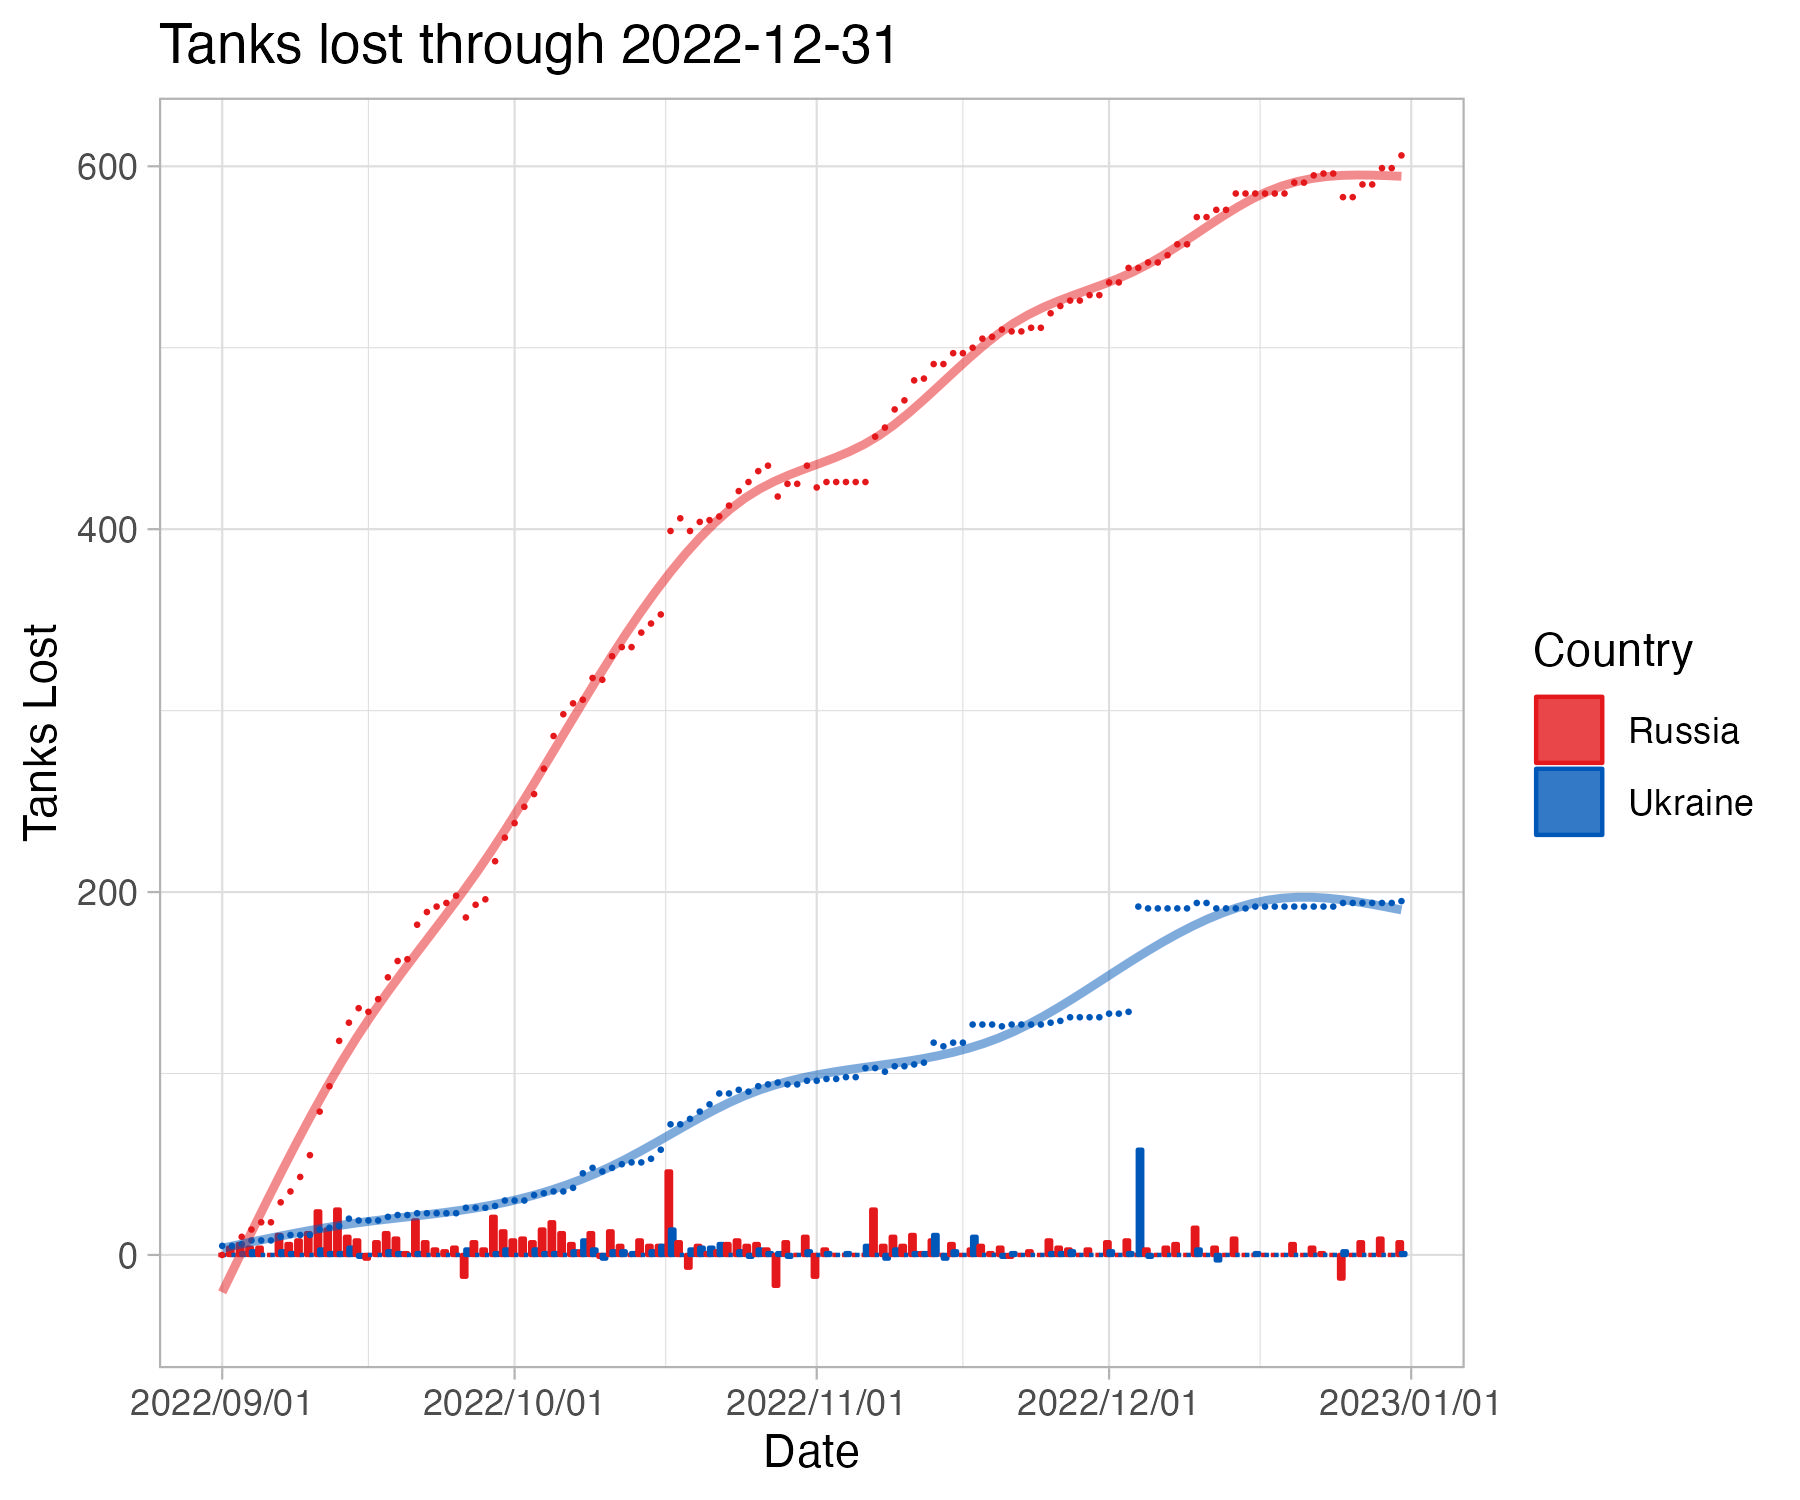 Tanks lost through 2022-12-31
600
400
200
0
Tanks Lost
2022/09/01
2022/10/01
2022/11/01
2022/12/01
2023/01/01
Date
Country
Russia
Ukraine